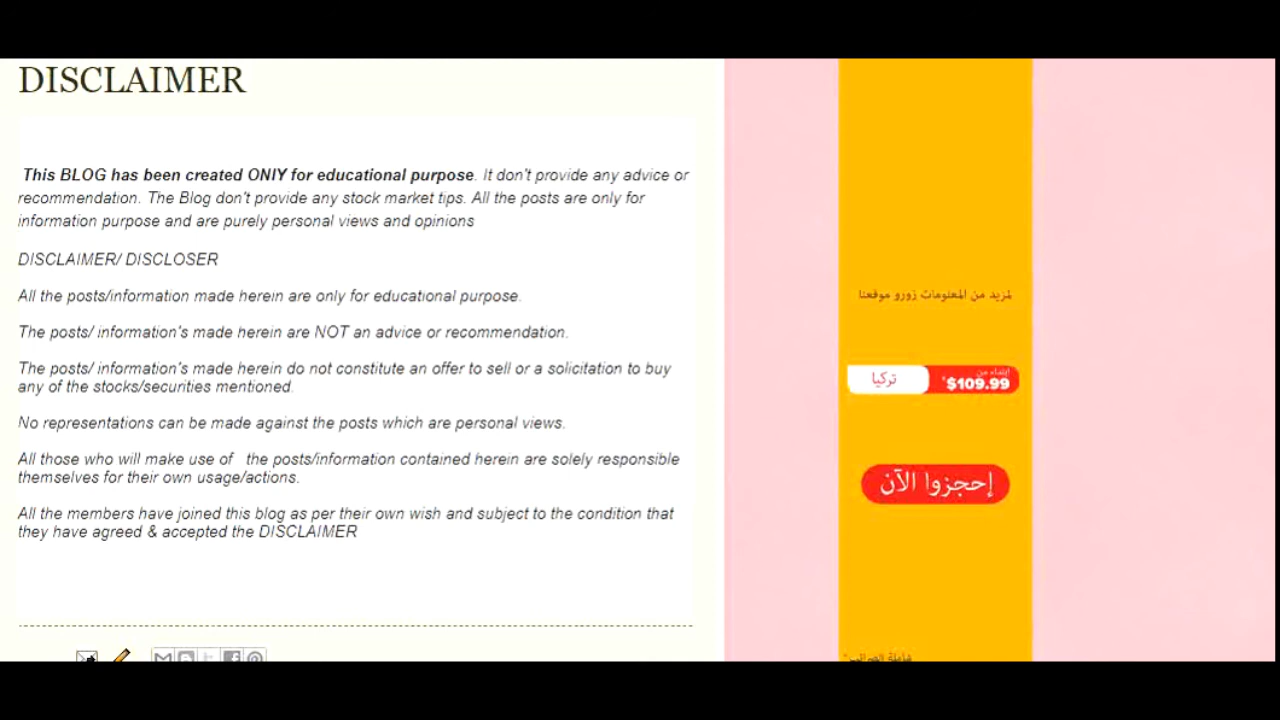 DISCLAIMER
This BLOG has been created ONlY for educational purpose. It don't provide any advice or
recommendation. The Blog don't provide any stock market tips. All the posts are only for
information purpose and are purely personal views and opinions
DISCLAIMER/ DISCLOSER
All the posts/information made herein are only for educational purpose.
The posts/ information's made herein are NOT an advice or recommendation.
The posts/ information's made herein do not constitute an offer to sell or a solicitation to buy
any of the stocks/securities mentioned.
No representations can be made against the posts which are personal views.
All those who will make use of the posts/information contained herein are solely responsible
themselves for their own usage/actions.
All the members have joined this blog as per their own wish and subject to the condition that
they have agreed & accepted the DISCLAIMER
لمزيد من المعلومات زورو موقعنا
إبتداء من
$109.99*
تركيا
إحجزوا الآن
شاملة الضرائب*